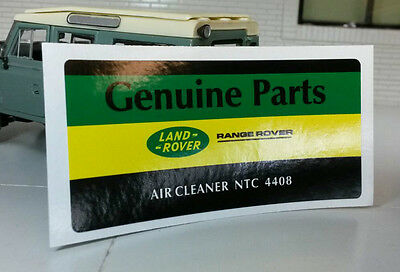 Genuine Parts
LAND-
-ROVER
RANGE ROVER
AIR CLEANER NTC 4408